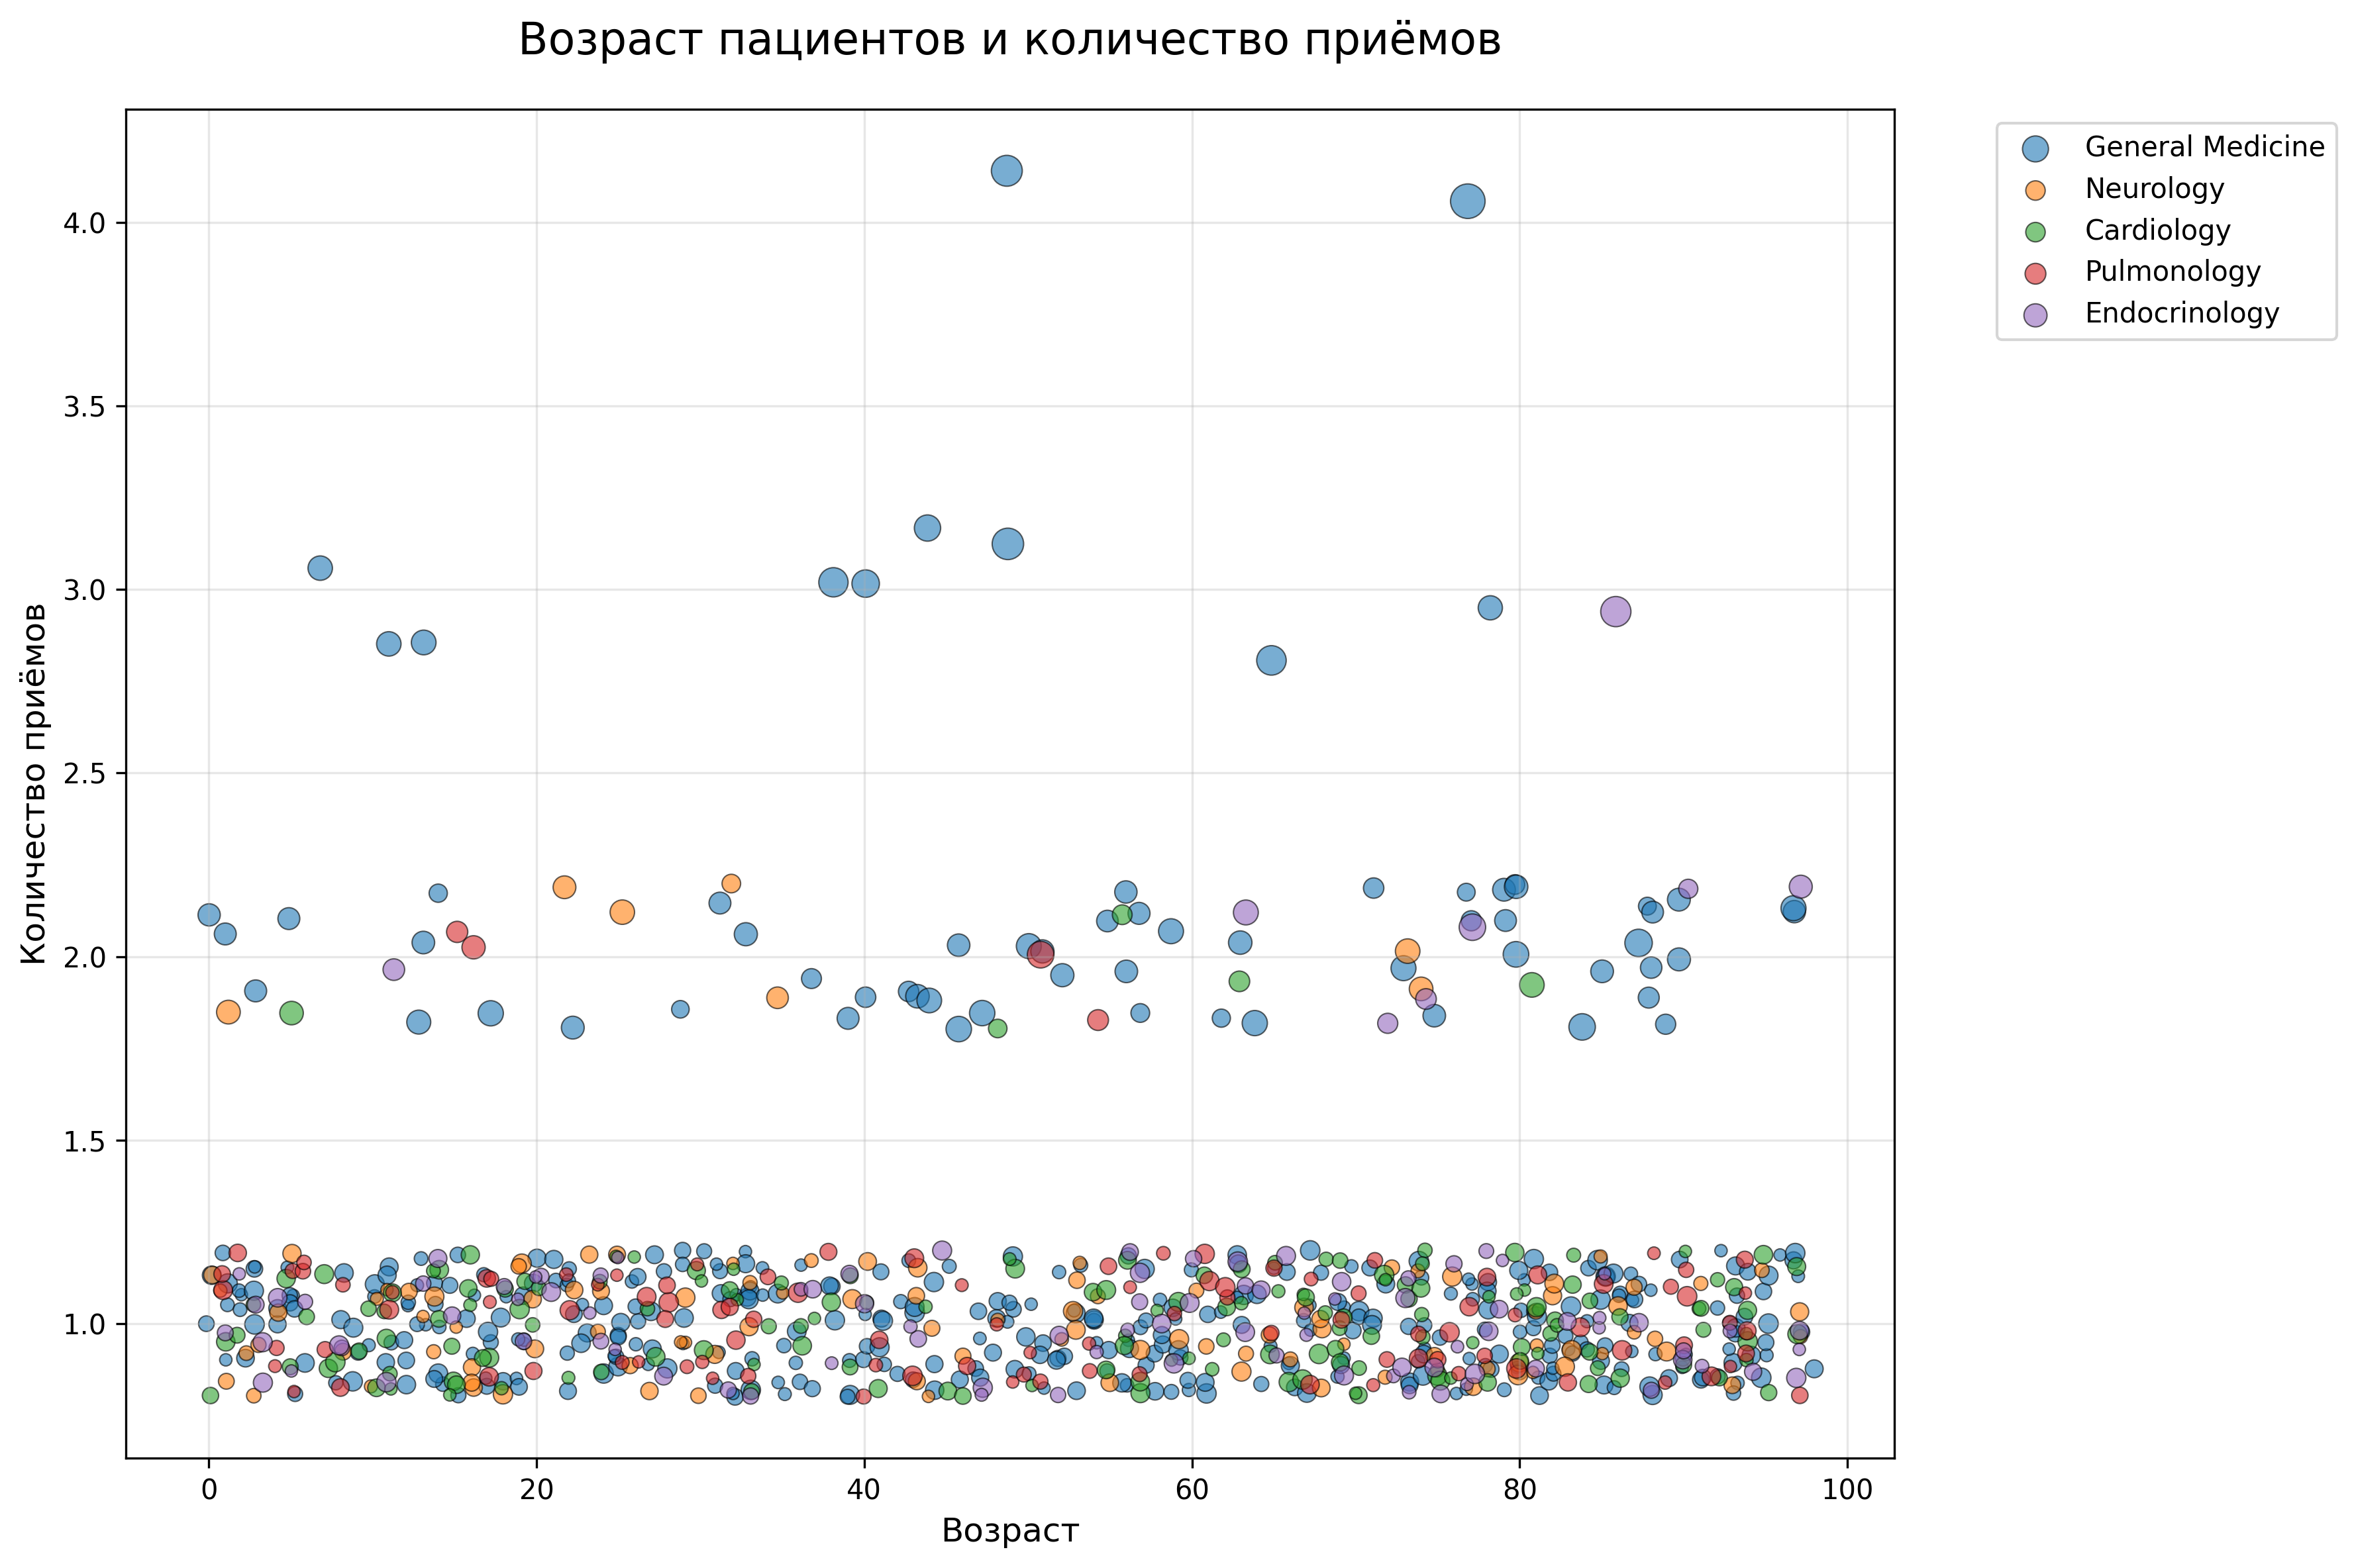 Возраст пациентов и количество приёмов
General Medicine
Neurology
Cardiology
Pulmonology
Endocrinology
Количество приёмов
4.0
3.5
3.0
2.5
2.0
1.5
1.0
0
20
40
60
80
100
Возраст